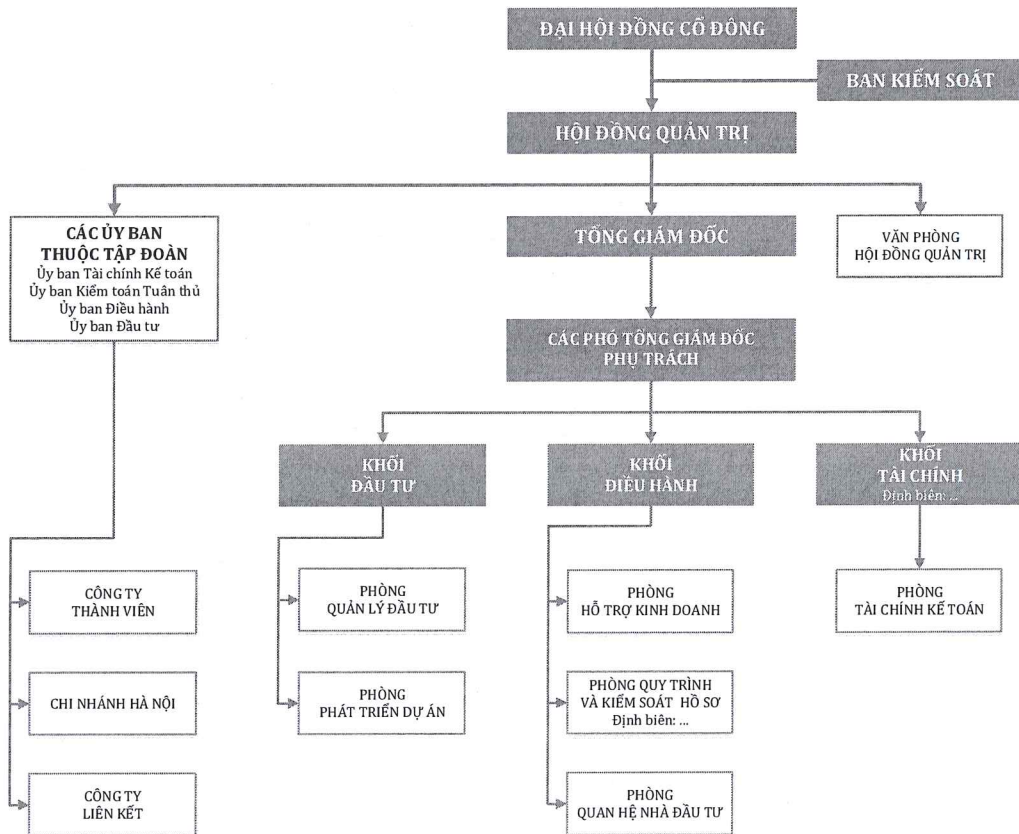 ĐẠI HỘI ĐỒNG CỔ ĐÔNG
BAN KIỂM SOÁT
HỘI ĐỒNG QUẢN TRỊ
CÁC ỦY BAN
THUỘC TẬP ĐOÀN
Ủy ban Tài chính Kế toán
Ủy ban Kiểm toán Tuân thủ
Ủy ban Điều hành
Ủy ban Đầu tư
TỔNG GIÁM ĐỐC
VĂN PHÒNG
HỘI ĐỒNG QUẢN TRỊ
CÁC PHÓ TỔNG GIÁM ĐỐC
PHỤ TRÁCH
KHỐI
ĐẦU TƯ
KHỐI
ĐIỀU HÀNH
KHỐI
TÀI CHÍNH
Định biên: ...
CÔNG TY
THÀNH VIÊN
PHÒNG
QUẢN LÝ ĐẦU TƯ
PHÒNG
HỖ TRỢ KINH DOANH
PHÒNG
TÀI CHÍNH KẾ TOÁN
CHI NHÁNH HÀ NỘI
PHÒNG
PHÁT TRIỂN DỰ ÁN
PHÒNG QUY TRÌNH
VÀ KIỂM SOÁT HỒ SƠ
Định biên: ...
CÔNG TY
LIÊN KẾT
PHÒNG
QUAN HỆ NHÀ ĐẦU TƯ